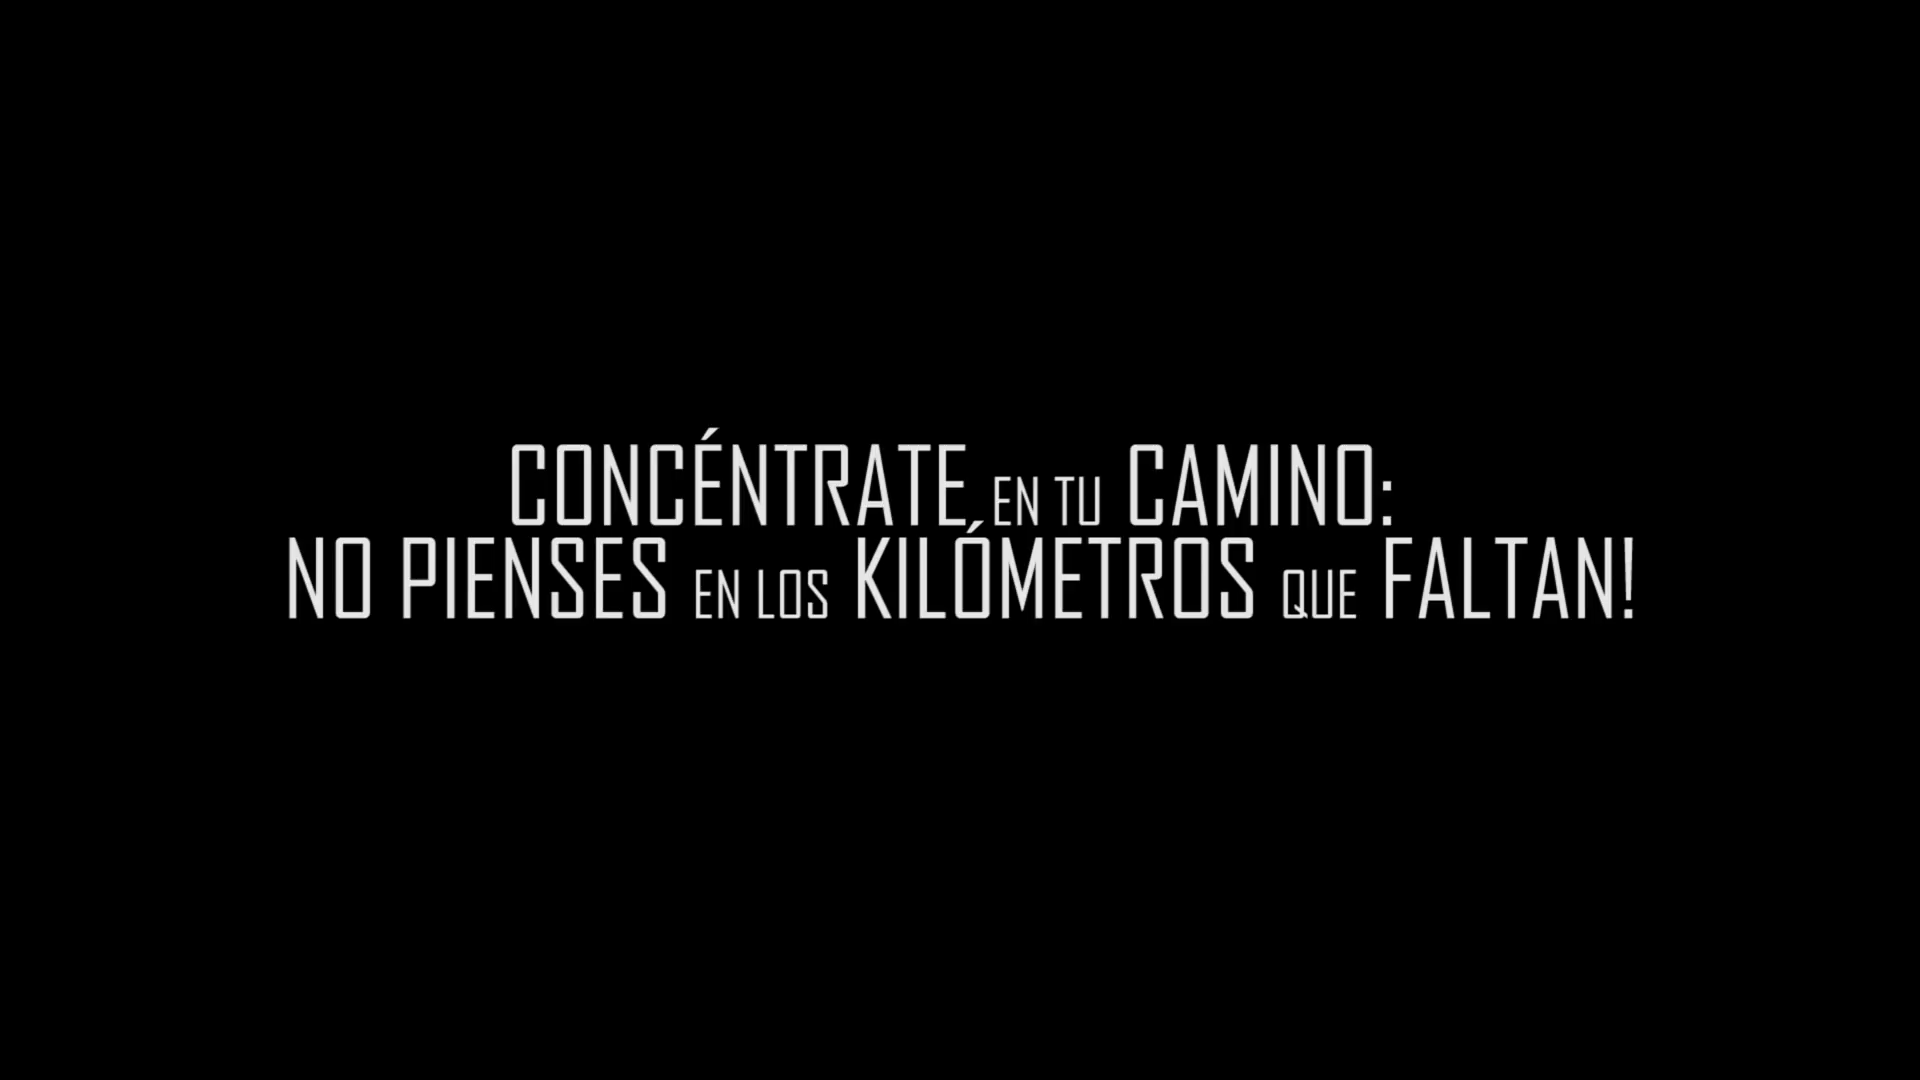 CONCÉNTRATE EN TU CAMINO:
NO PIENSES EN LOS KILÓMETROS QUE FALTAN!